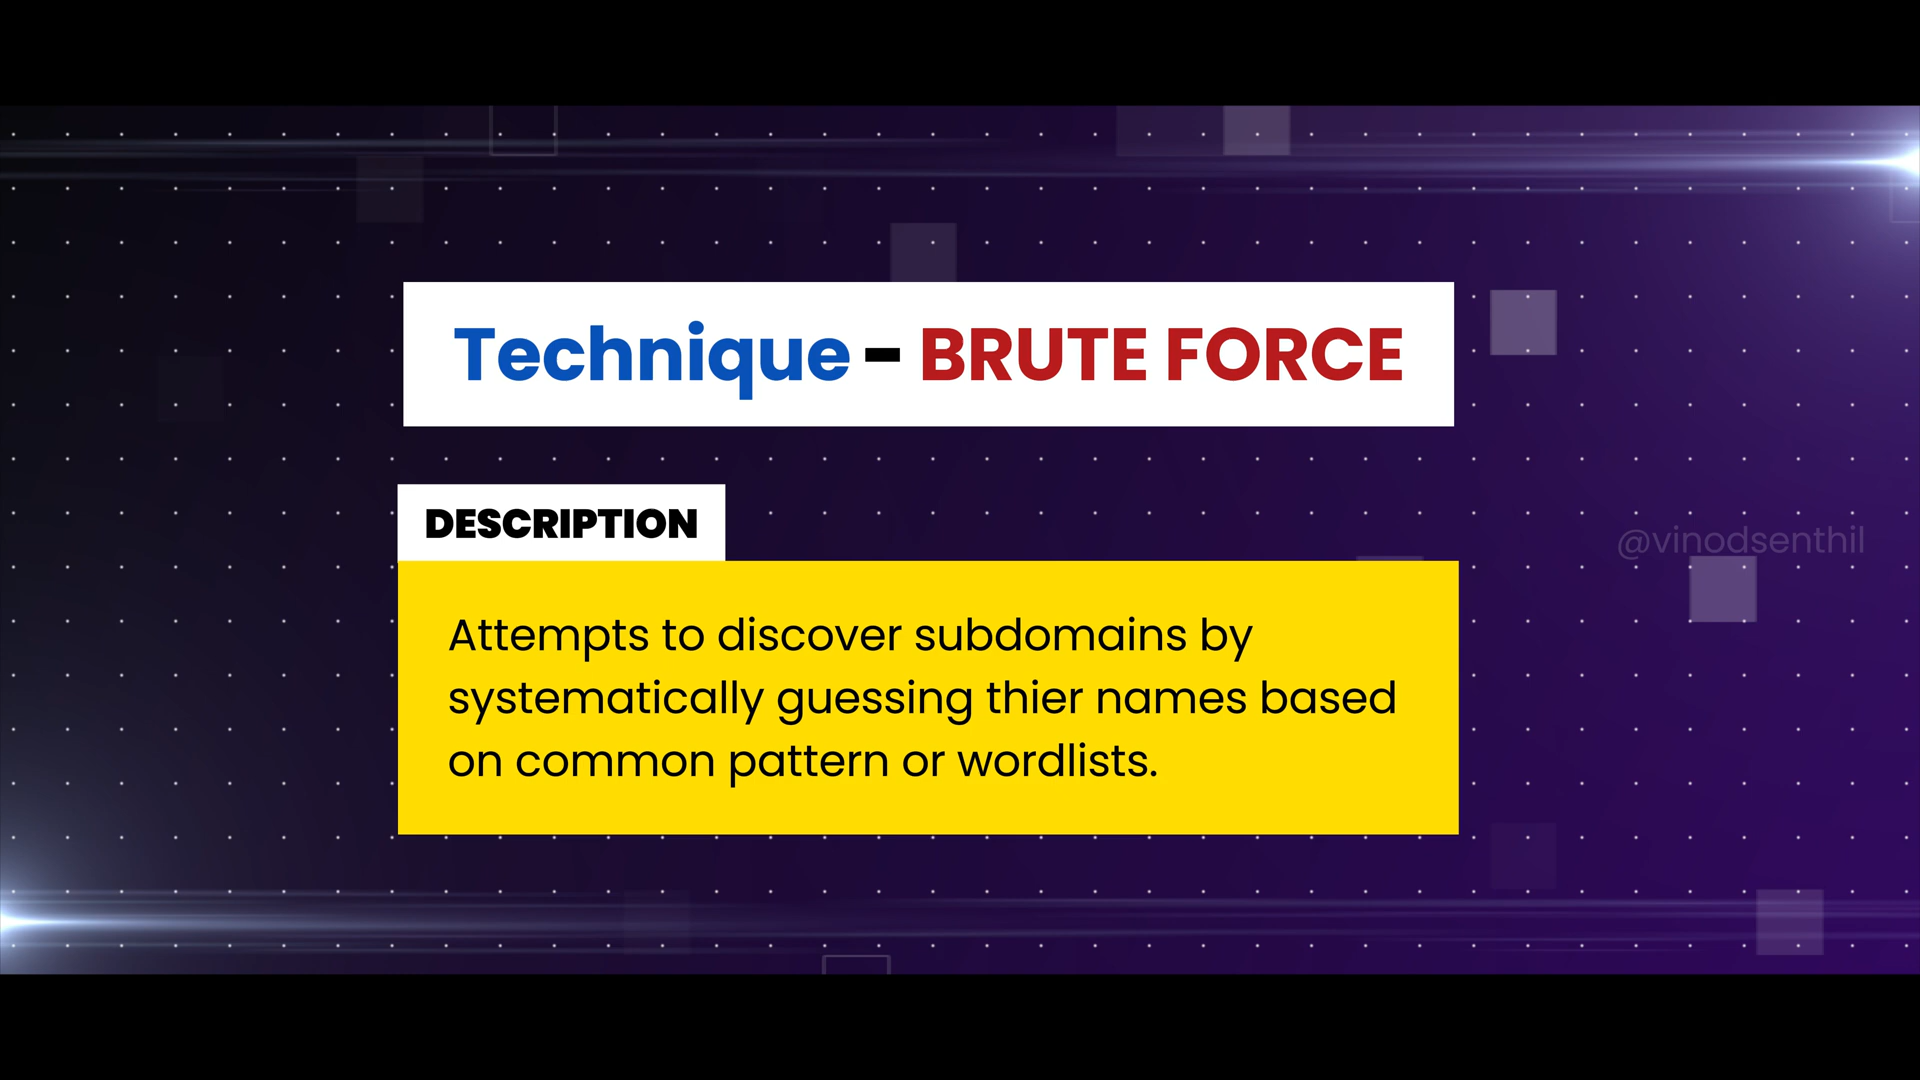 Technique - BRUTE FORCE
DESCRIPTION
@vinodsenthil
Attempts to discover subdomains by
systematically guessing thier names based
on common pattern or wordlists.